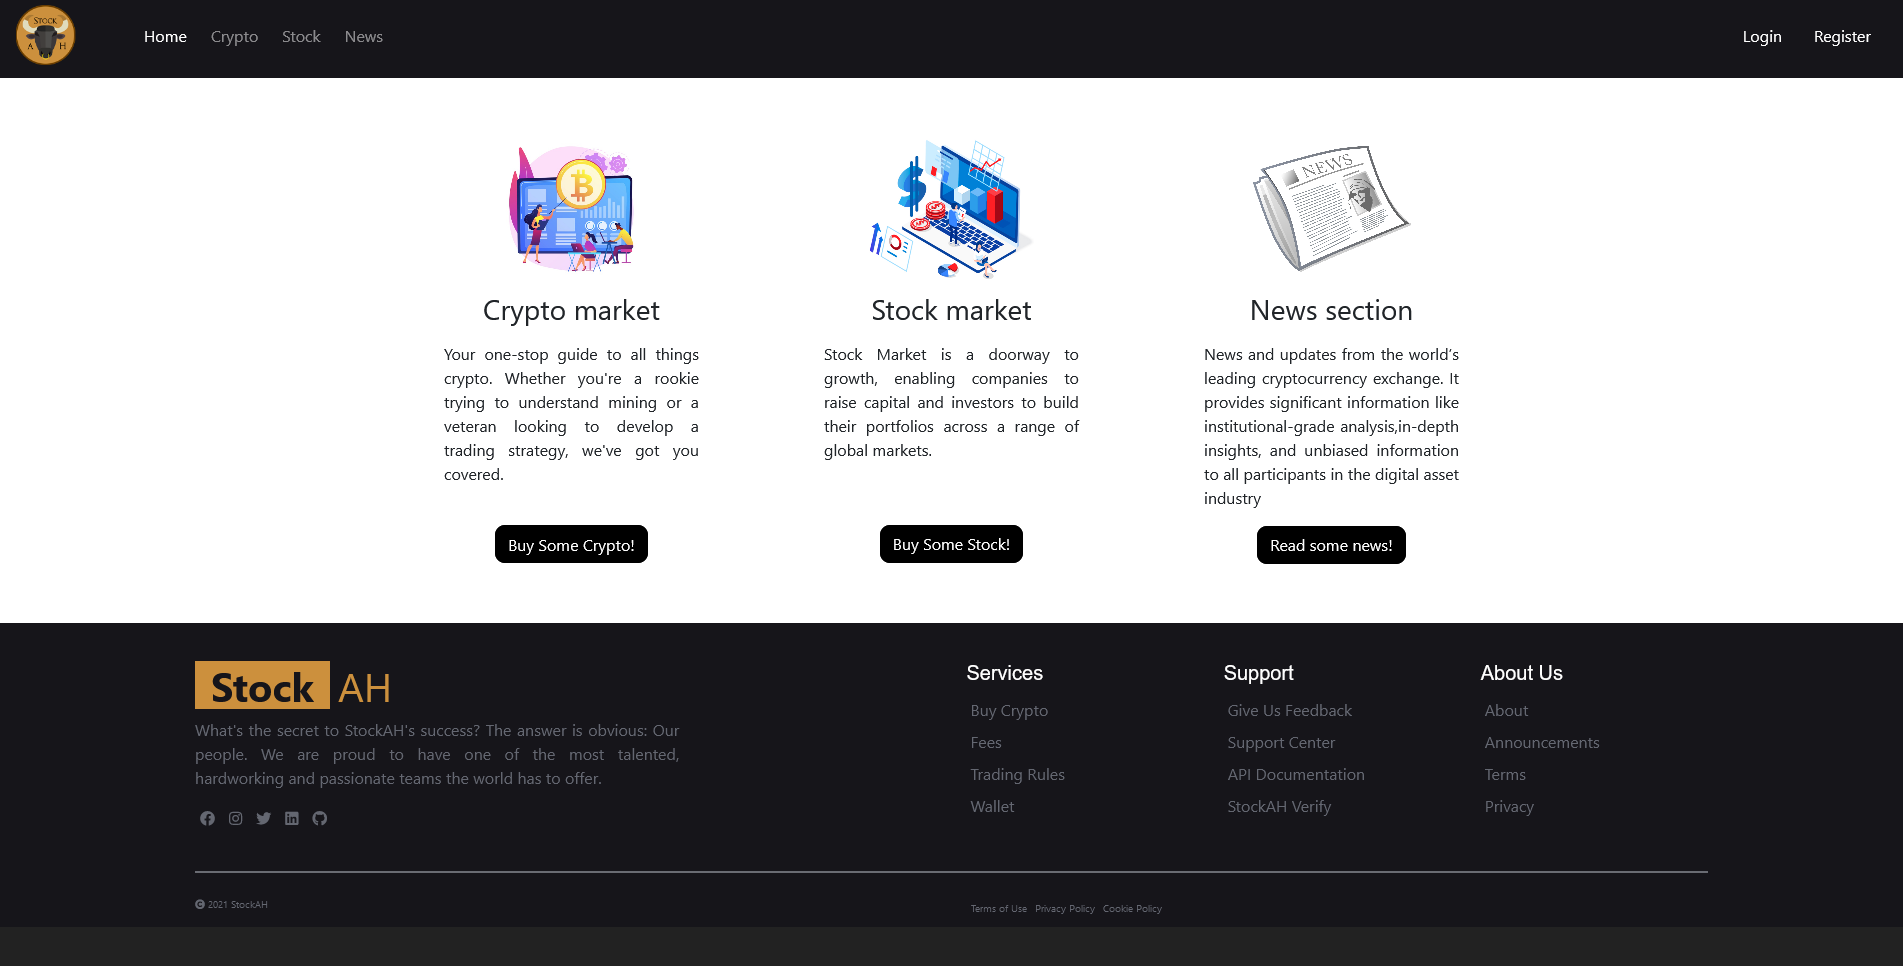 STOCK
A H
Home Crypto Stock News
Login Register
NEWS
Crypto market
Your one-stop guide to all things
crypto. Whether you're a rookie
trying to understand mining or a
veteran looking to develop a
trading strategy, we've got you
covered.
Buy Some Crypto!
Stock market
Stock Market is a doorway to
growth, enabling companies to
raise capital and investors to build
their portfolios across a range of
global markets.
Buy Some Stock!
News section
News and updates from the world’s
leading cryptocurrency exchange. It
provides significant information like
institutional-grade analysis,in-depth
insights, and unbiased information
to all participants in the digital asset
industry
Read some news!
Stock AH
What's the secret to StockAH's success? The answer is obvious: Our
people. We are proud to have one of the most talented,
hardworking and passionate teams the world has to offer.
Services
Buy Crypto
Fees
Trading Rules
Wallet
Support
Give Us Feedback
Support Center
API Documentation
StockAH Verify
About Us
About
Announcements
Terms
Privacy
© 2021 StockAH
Terms of Use Privacy Policy Cookie Policy